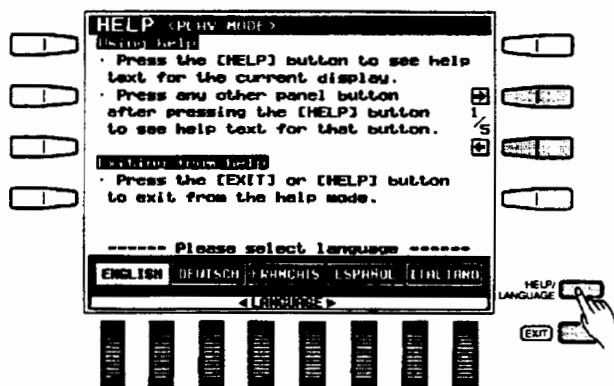 HELP <PLAY MODE>
Using help
· Press the [HELP] button to see help
text for the current display.
· Press any other panel button
after pressing the [HELP] button
to see help text for that button.
1/5
Exiting from help
· Press the [EXIT] or [HELP] button
to exit from the help mode.
------ Please select language ------
ENGLISH DEUTSCH FRANCAIS ESPAÑOL ITALIANO
◄LANGUAGE►
HELP/
LANGUAGE
EXIT